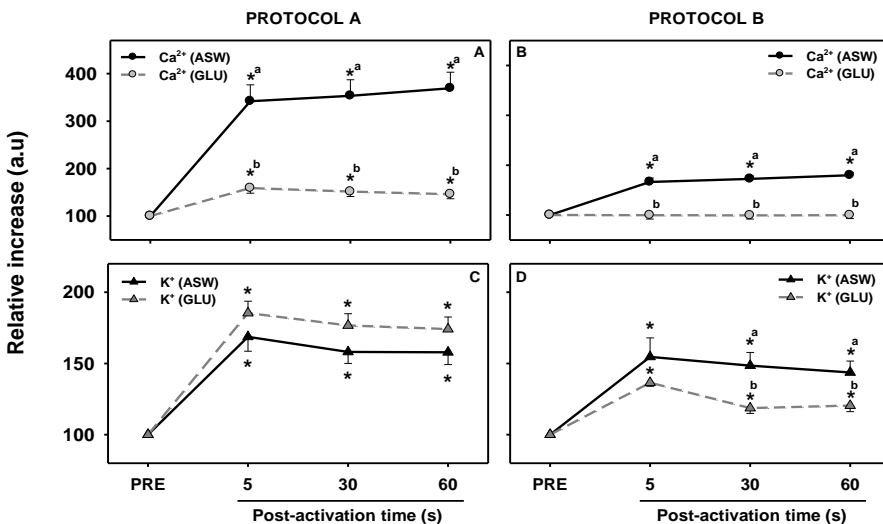 PROTOCOL A
PROTOCOL B
Relative increase (a.u)
A
Ca²⁺ (ASW)
Ca²⁺ (GLU)
400
300
200
100
*a *a *a
*b *b *b
B
Ca²⁺ (ASW)
Ca²⁺ (GLU)
*a *a *a
b b b
C
K⁺ (ASW)
K⁺ (GLU)
200
150
100
* * *
* * *
D
K⁺ (ASW)
K⁺ (GLU)
* *a *a
* *b *b
PRE 5 30 60
Post-activation time (s)
PRE 5 30 60
Post-activation time (s)